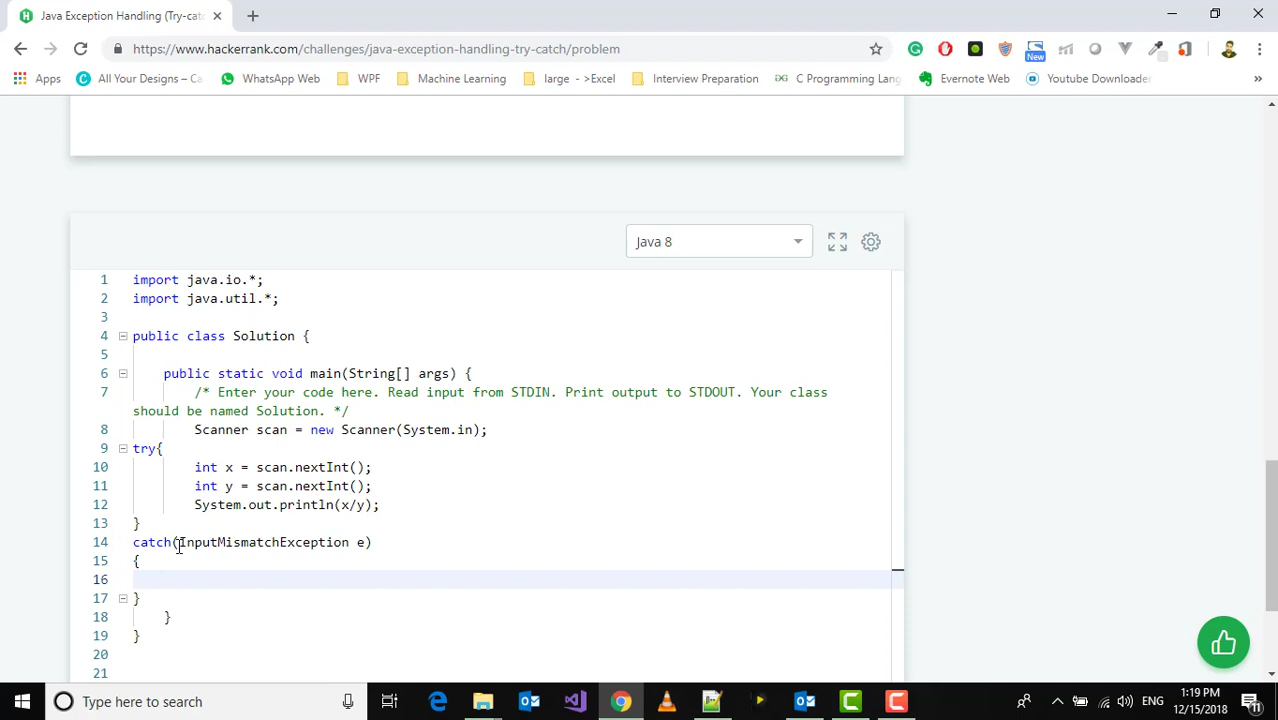 Java Exception Handling (Try-catc
https://www.hackerrank.com/challenges/java-exception-handling-try-catch/problem
New
Apps
All Your Designs – Ca
WhatsApp Web
WPF
Machine Learning
large - >Excel
Interview Preparation
C Programming Lang
Evernote Web
Youtube Downloader
»
Java 8
1 import java.io.*;
2 import java.util.*;
3
4 public class Solution {
5
6 public static void main(String[] args) {
7 /* Enter your code here. Read input from STDIN. Print output to STDOUT. Your class
should be named Solution. */
8 Scanner scan = new Scanner(System.in);
9 try{
10 int x = scan.nextInt();
11 int y = scan.nextInt();
12 System.out.println(x/y);
13 }
14 catch(InputMismatchException e)
15 {
16
17 }
18 }
19 }
20
21
Type here to search
ENG
1:19 PM
12/15/2018
11